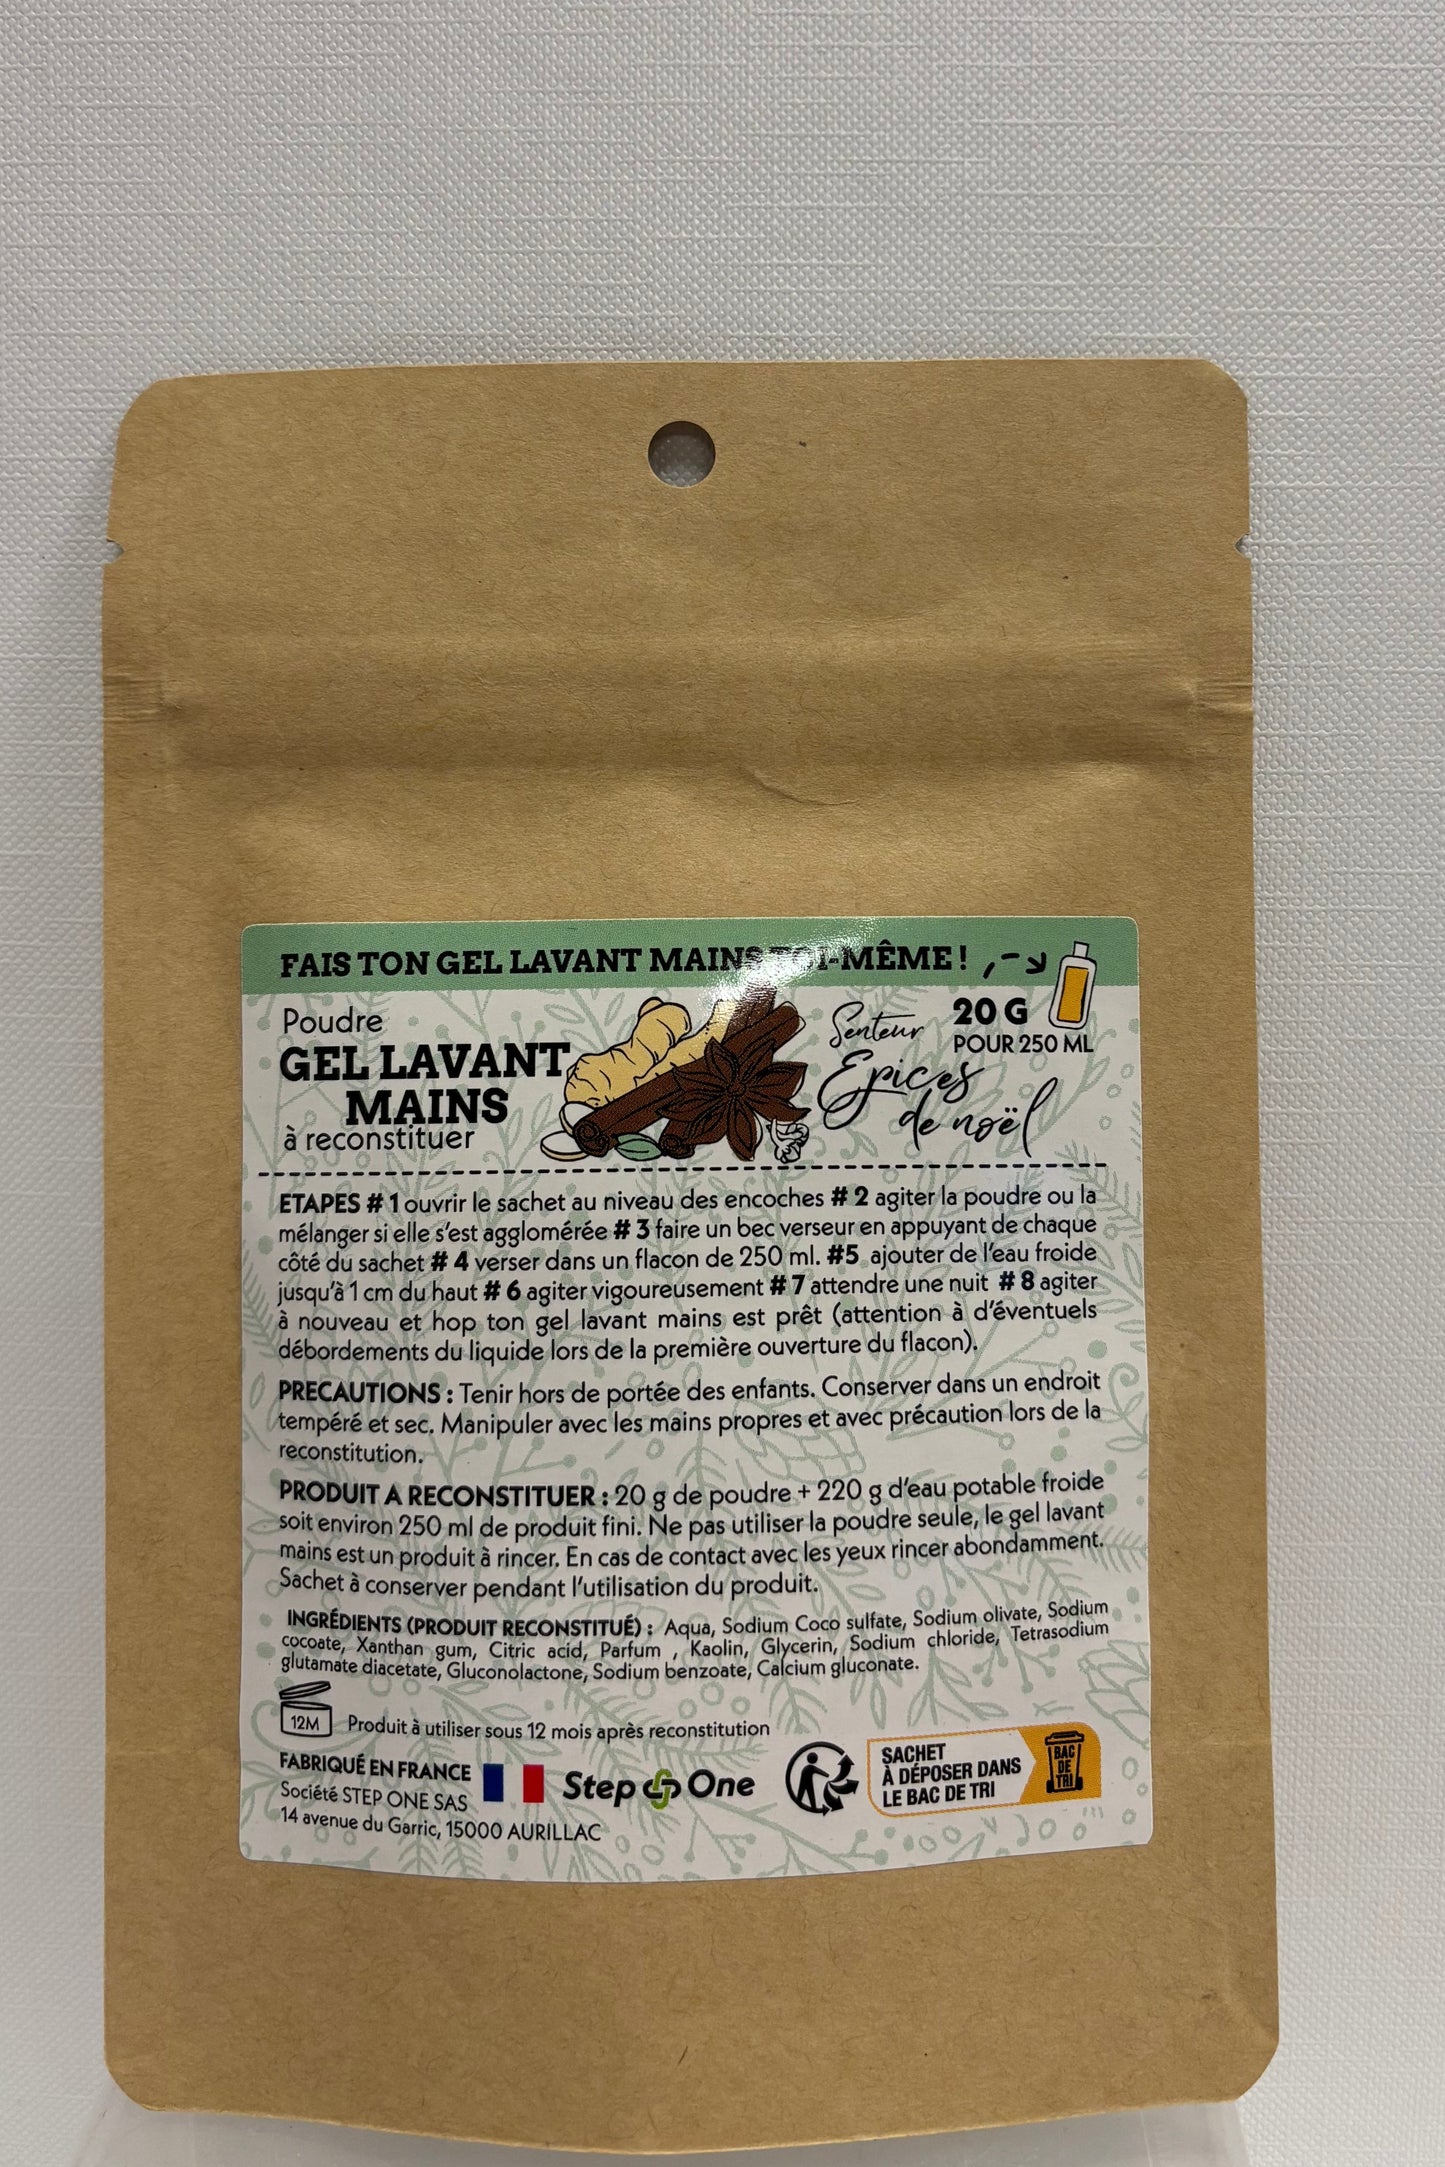 FAIS TON GEL LAVANT MAINS TOI-MÊME !
Poudre
GEL LAVANT
MAINS
à reconstituer
Senteur
Epices
de noël
20 G
POUR 250 ML
ETAPES # 1 ouvrir le sachet au niveau des encoches # 2 agiter la poudre ou la
mélanger si elle s'est agglomérée # 3 faire un bec verseur en appuyant de chaque
côté du sachet # 4 verser dans un flacon de 250 ml. #5 ajouter de l'eau froide
jusqu'à 1 cm du haut # 6 agiter vigoureusement # 7 attendre une nuit # 8 agiter
à nouveau et hop ton gel lavant mains est prêt (attention à d'éventuels
débordements du liquide lors de la première ouverture du flacon).
PRECAUTIONS : Tenir hors de portée des enfants. Conserver dans un endroit
tempéré et sec. Manipuler avec les mains propres et avec précaution lors de la
reconstitution.
PRODUIT A RECONSTITUER : 20 g de poudre + 220 g d'eau potable froide
soit environ 250 ml de produit fini. Ne pas utiliser la poudre seule, le gel lavant
mains est un produit à rincer. En cas de contact avec les yeux rincer abondamment.
Sachet à conserver pendant l'utilisation du produit.
INGRÉDIENTS (PRODUIT RECONSTITUÉ) : Aqua, Sodium Coco sulfate, Sodium olivate, Sodium
cocoate, Xanthan gum, Citric acid, Parfum , Kaolin, Glycerin, Sodium chloride, Tetrasodium
glutamate diacetate, Gluconolactone, Sodium benzoate, Calcium gluconate.
12M
Produit à utiliser sous 12 mois après reconstitution
FABRIQUÉ EN FRANCE
Société STEP ONE SAS
14 avenue du Garric, 15000 AURILLAC
Step One
SACHET
À DÉPOSER DANS
LE BAC DE TRI
BAC
DE
TRI